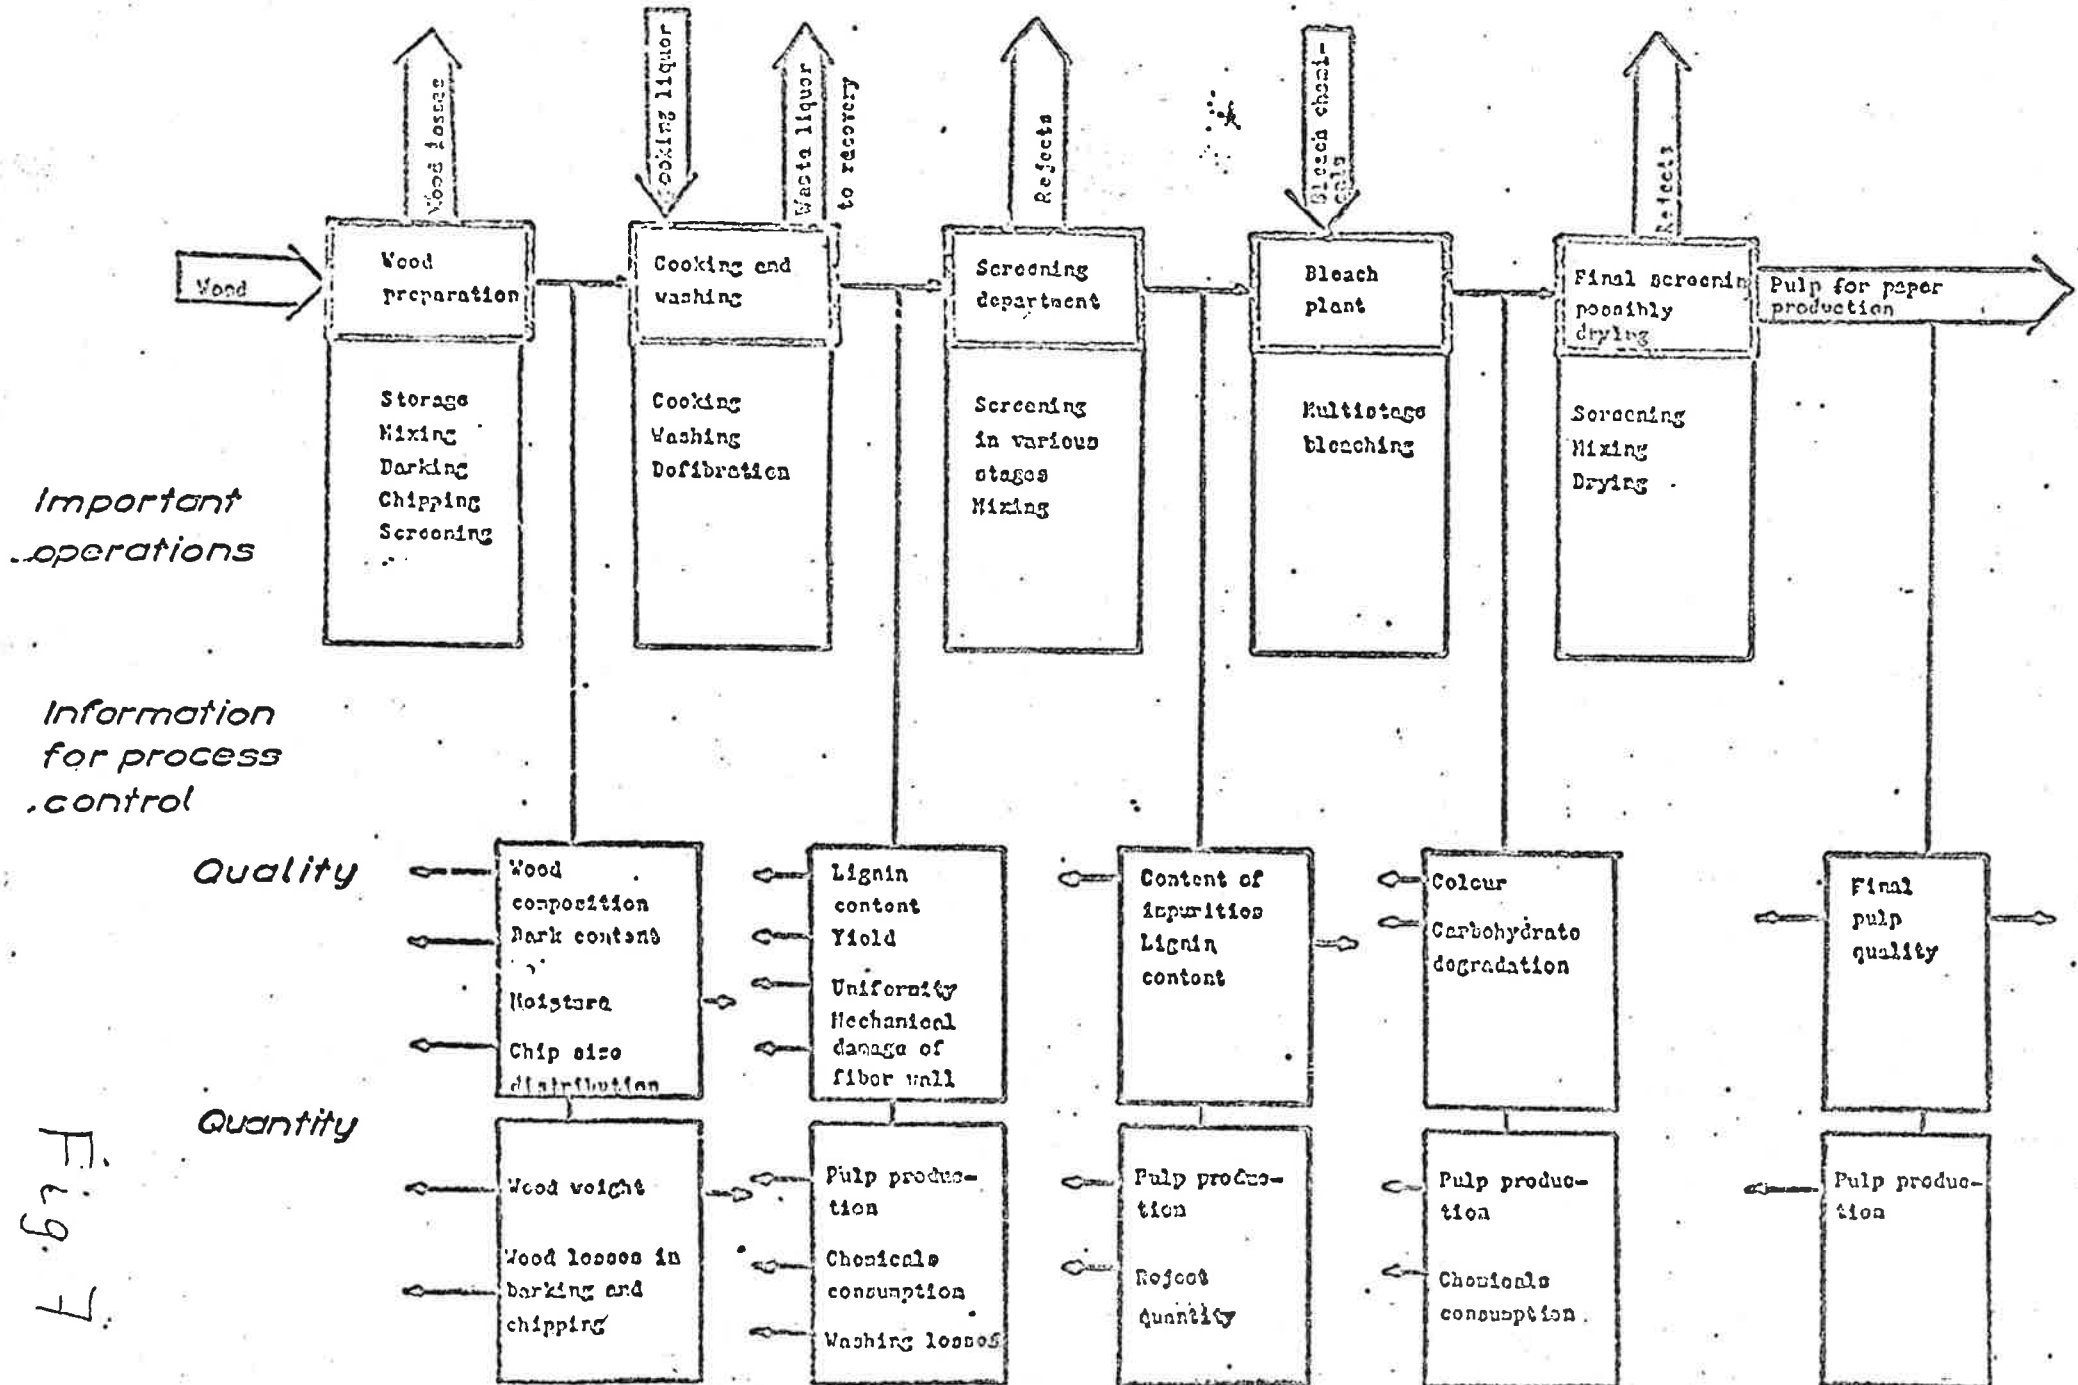 Wood losses
Cooking liquor
Waste liquor
to recovery
Rejects
Bleach chemi-
cals
Rejects
Wood
Wood
preparation
Cooking and
washing
Screening
department
Bleach
plant
Final screenin
possibly
drying
Pulp for paper
production
Storage
Mixing
Barking
Chipping
Screening
Cooking
Washing
Defibration
Screening
in various
stages
Mixing
Multistage
bleaching
Screening
Mixing
Drying
Important
operations
Information
for process
control
Quality
Wood
composition
Bark content
Moisture
Chip size
distribution
Lignin
content
Yield
Uniformity
Mechanical
damage of
fiber wall
Content of
impurities
Lignin
content
Colour
Carbohydrate
degradation
Final
pulp
quality
Quantity
Wood weight
Wood losses in
barking and
chipping
Pulp produc-
tion
Chemicals
consumption
Washing losses
Pulp produc-
tion
Reject
quantity
Pulp produc-
tion
Chemicals
consumption
Pulp produc-
tion
Fig. 7